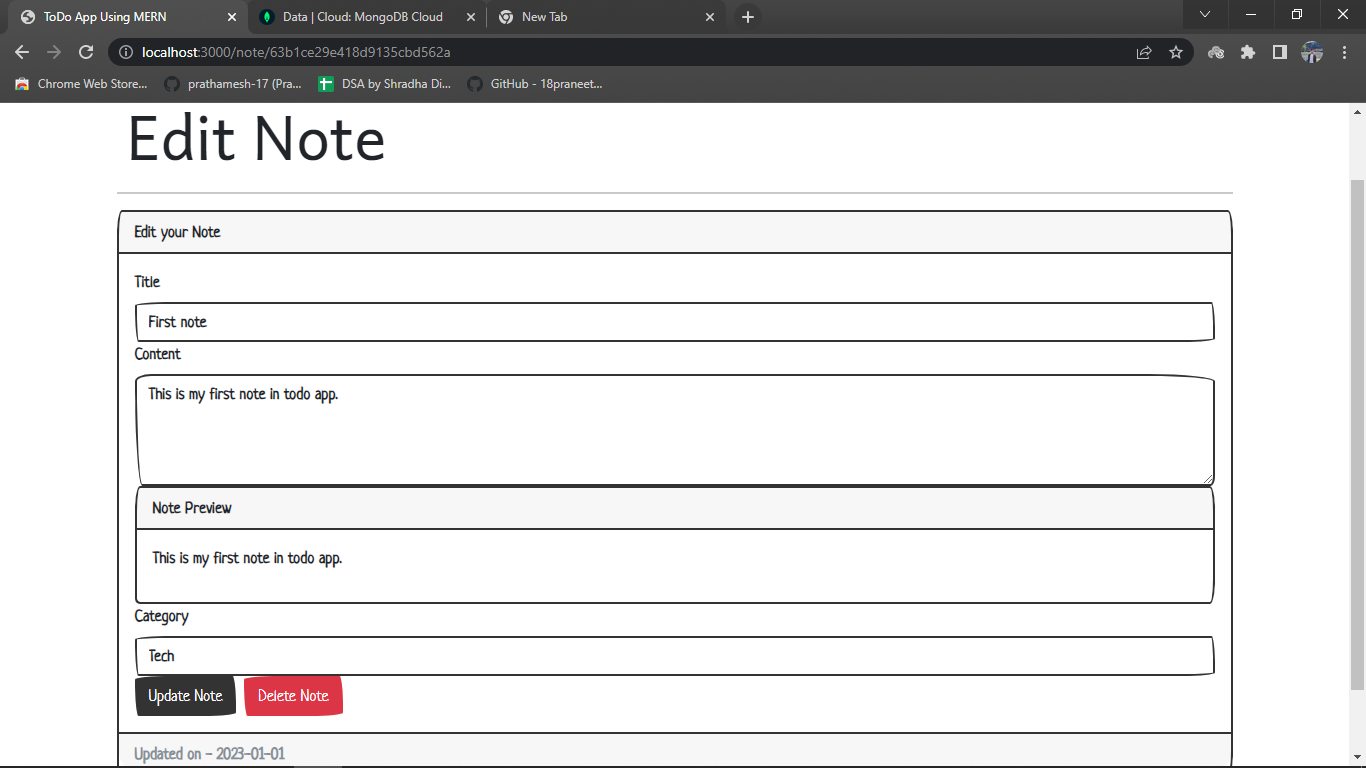 ToDo App Using MERN
Data | Cloud: MongoDB Cloud
New Tab
localhost:3000/note/63b1ce29e418d9135cbd562a
Chrome Web Store...
prathamesh-17 (Pra...
DSA by Shradha Di...
GitHub - 18praneet...
Edit Note
Edit your Note
Title
First note
Content
This is my first note in todo app.
Note Preview
This is my first note in todo app.
Category
Tech
Update Note
Delete Note
Updated on - 2023-01-01